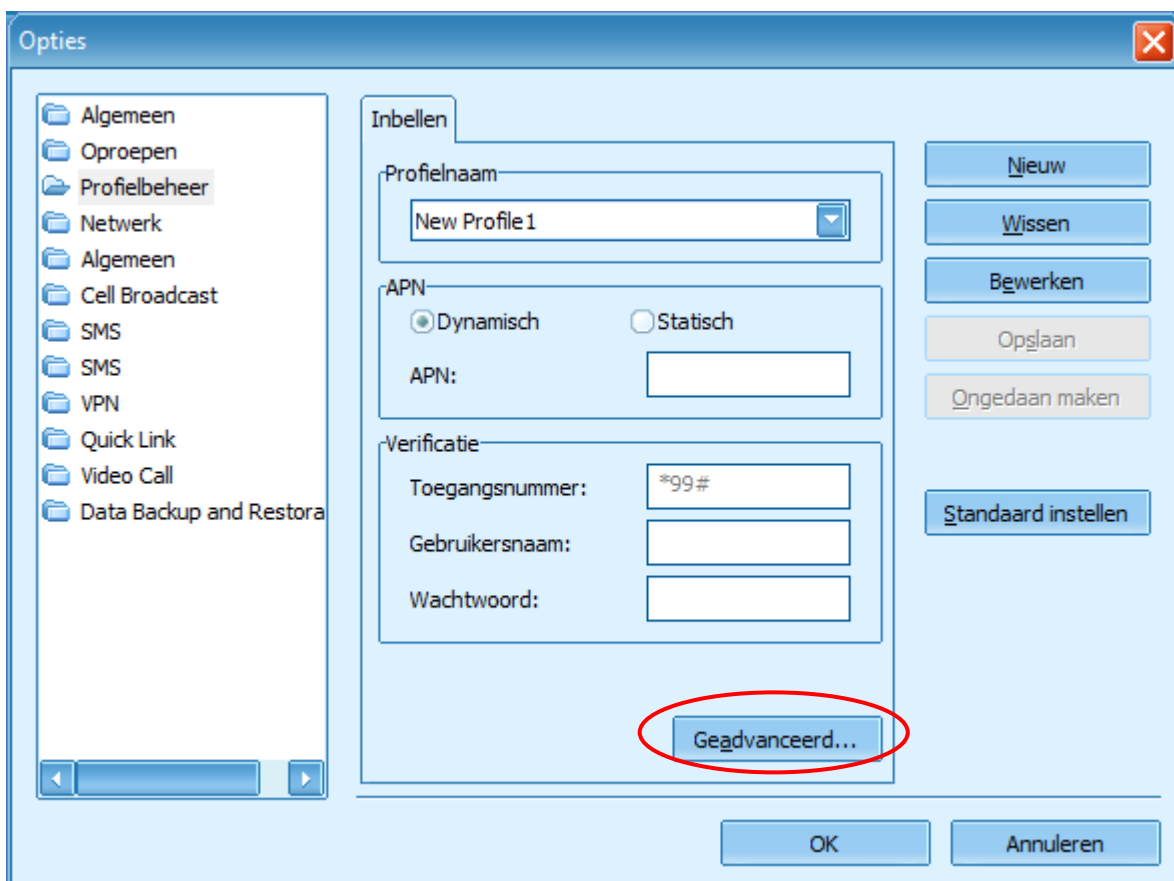 Opties
Algemeen
Oproepen
Profielbeheer
Netwerk
Algemeen
Cell Broadcast
SMS
SMS
VPN
Quick Link
Video Call
Data Backup and Restora
Inbellen
Profielnaam
New Profile1
APN
Dynamisch
Statisch
APN:
Verificatie
Toegangsnummer:
*99#
Gebruikersnaam:
Wachtwoord:
Geadvanceerd...
Nieuw
Wissen
Bewerken
Opslaan
Ongedaan maken
Standaard instellen
OK
Annuleren